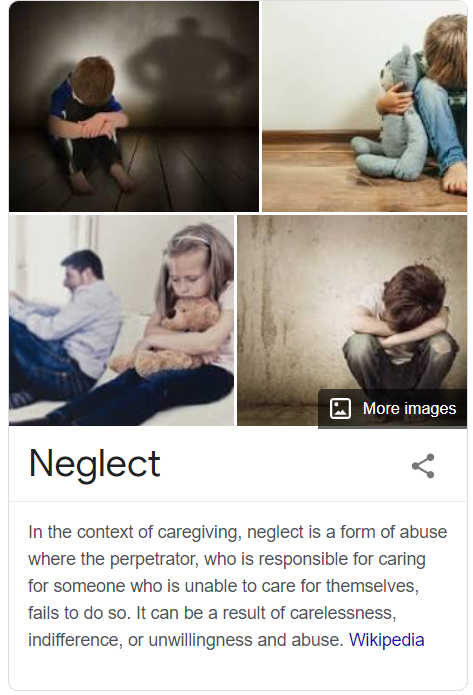 More images
Neglect
In the context of caregiving, neglect is a form of abuse
where the perpetrator, who is responsible for caring
for someone who is unable to care for themselves,
fails to do so. It can be a result of carelessness,
indifference, or unwillingness and abuse. Wikipedia